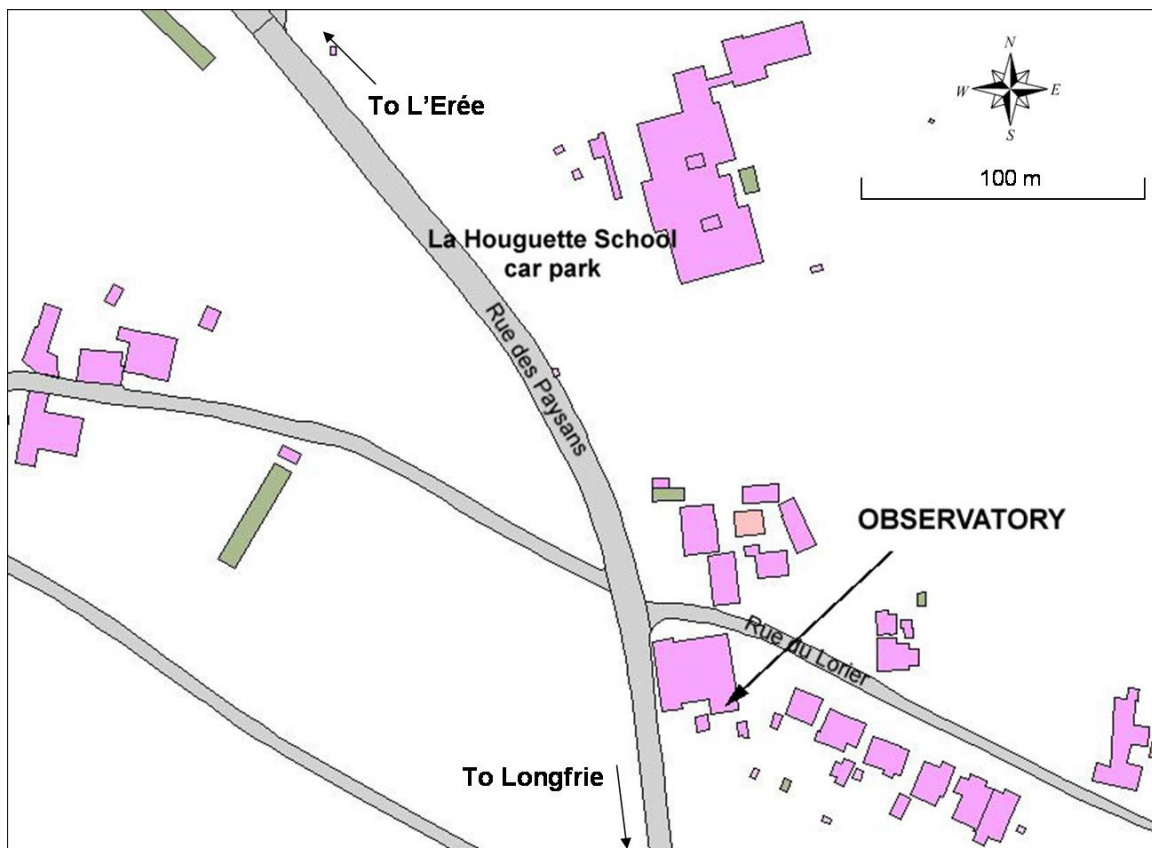 N
W E
S
To L'Erée
100 m
La Houguette School
car park
Rue des Paysans
OBSERVATORY
Rue du Lorier
To Longfrie